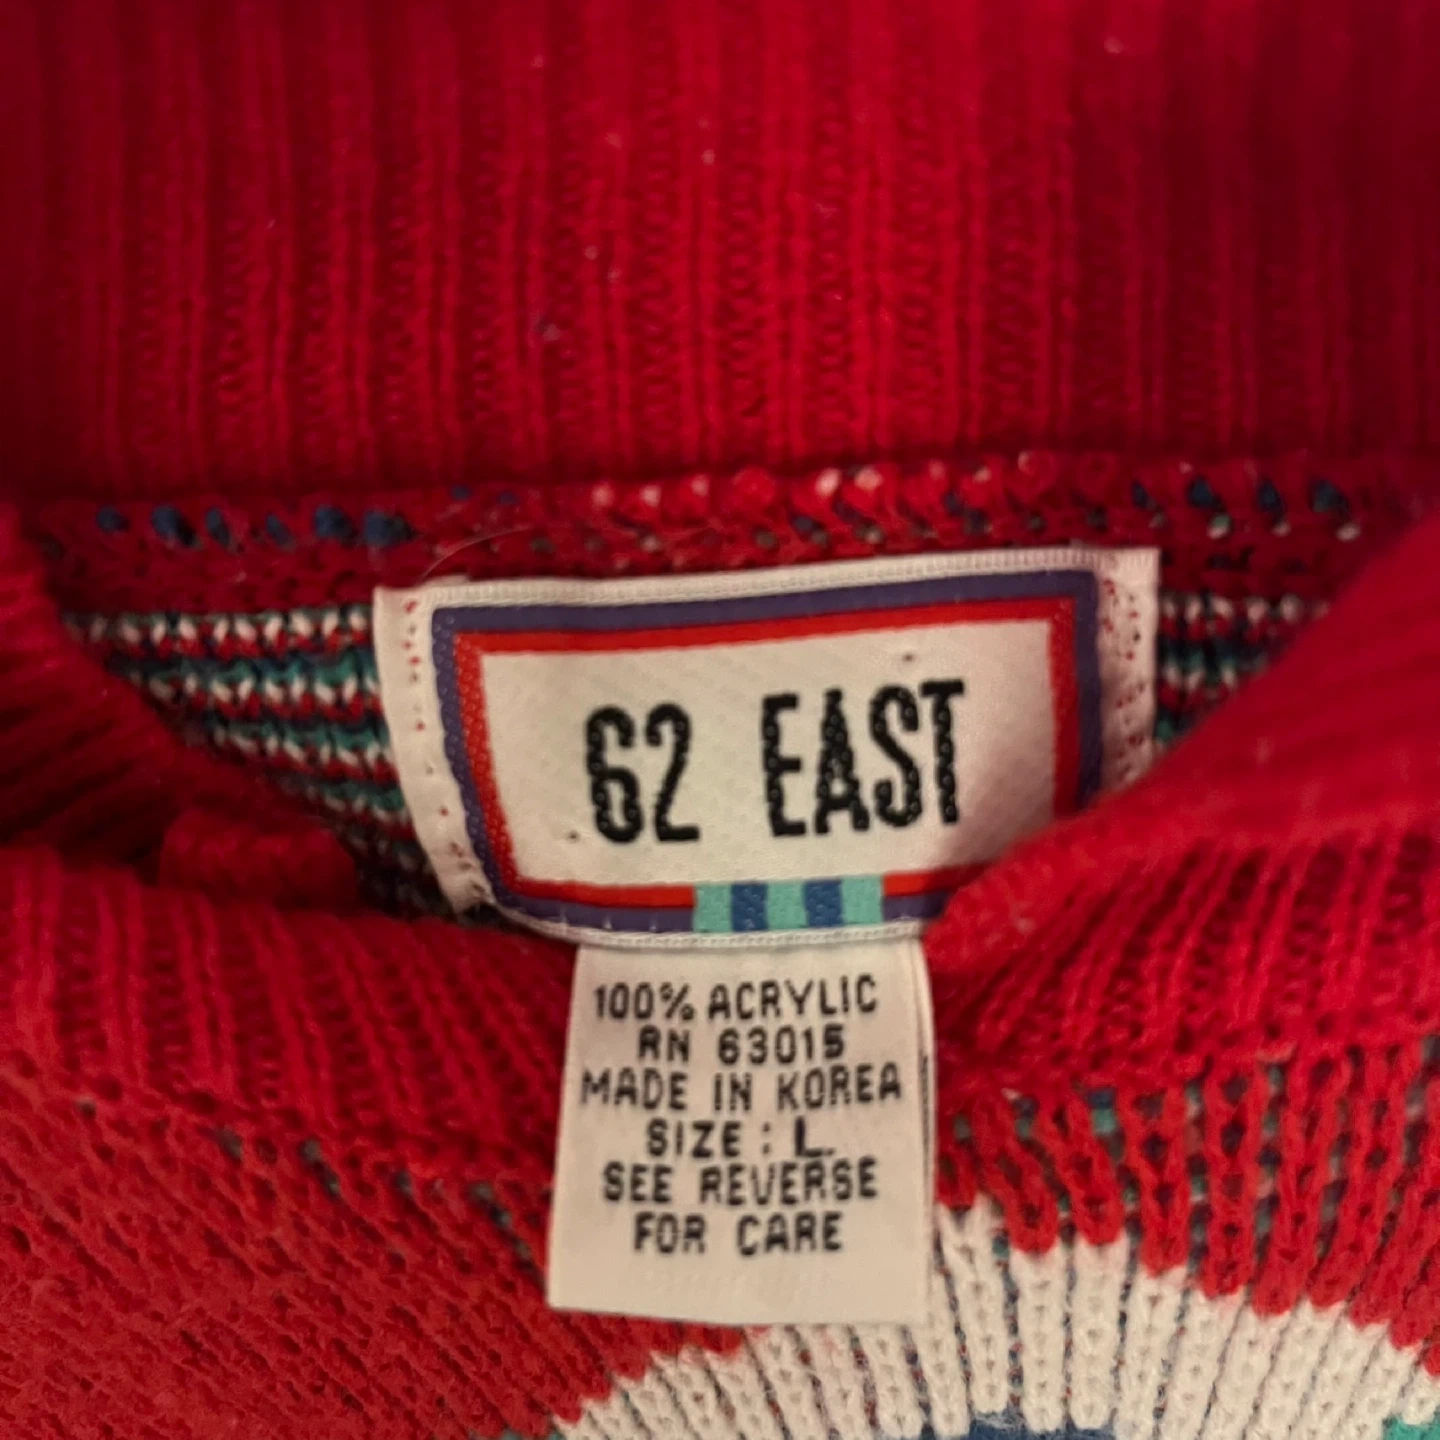 62 EAST
100% ACRYLIC
RN 63015
MADE IN KOREA
SIZE : L
SEE REVERSE
FOR CARE